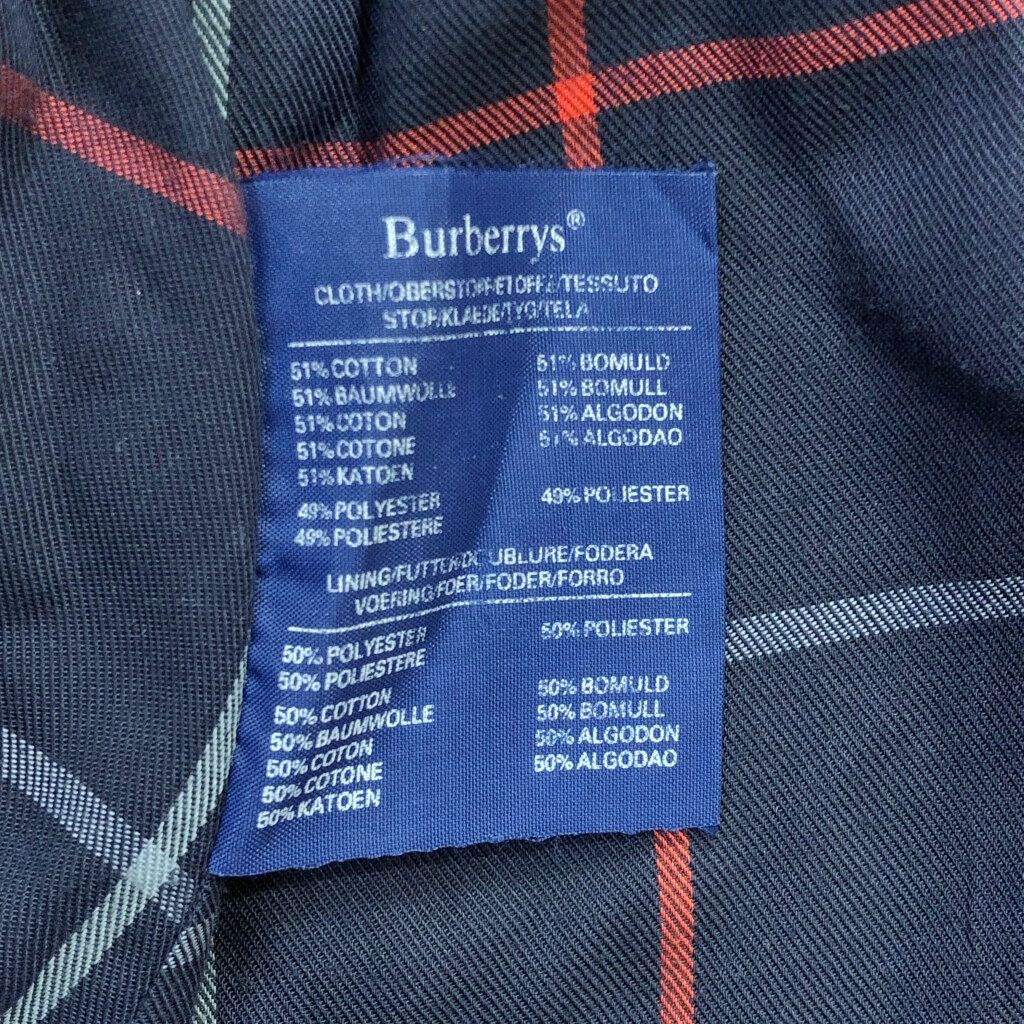 Burberrys®
CLOTH/OBERSTOFF/ETOFFE/TESSUTO
STOF/KLAEDE/TYG/TELA
51% COTTON
51% BAUMWOLLE
51% COTON
51% COTONE
51% KATOEN
49% POLYESTER
49% POLIESTERE
51% BOMULD
51% BOMULL
51% ALGODON
51% ALGODAO
49% POLIESTER
LINING/FUTTER/DOUBLURE/FODERA
VOERING/FOER/FODER/FORRO
50% POLYESTER
50% POLIESTERE
50% COTTON
50% BAUMWOLLE
50% COTON
50% COTONE
50% KATOEN
50% POLIESTER
50% BOMULD
50% BOMULL
50% ALGODON
50% ALGODAO